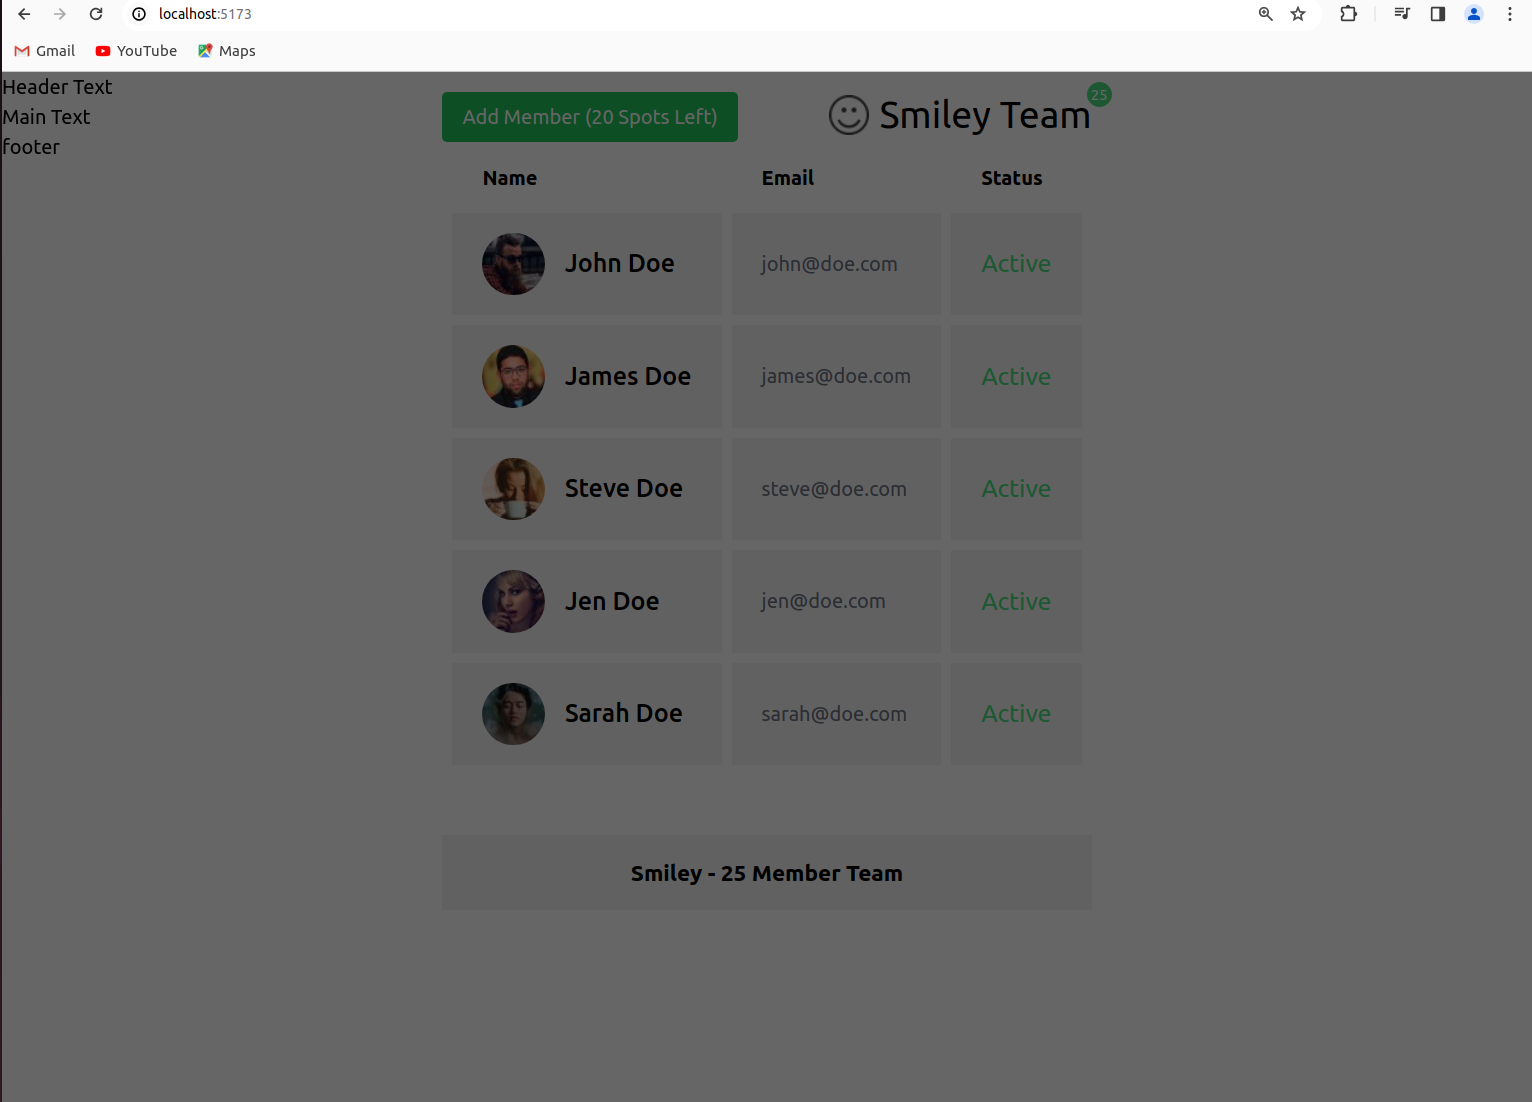 localhost:5173
Gmail YouTube Maps
Header Text
Main Text
footer
Add Member (20 Spots Left)
Smiley Team 25
Name Email Status
John Doe john@doe.com Active
James Doe james@doe.com Active
Steve Doe steve@doe.com Active
Jen Doe jen@doe.com Active
Sarah Doe sarah@doe.com Active
Smiley - 25 Member Team